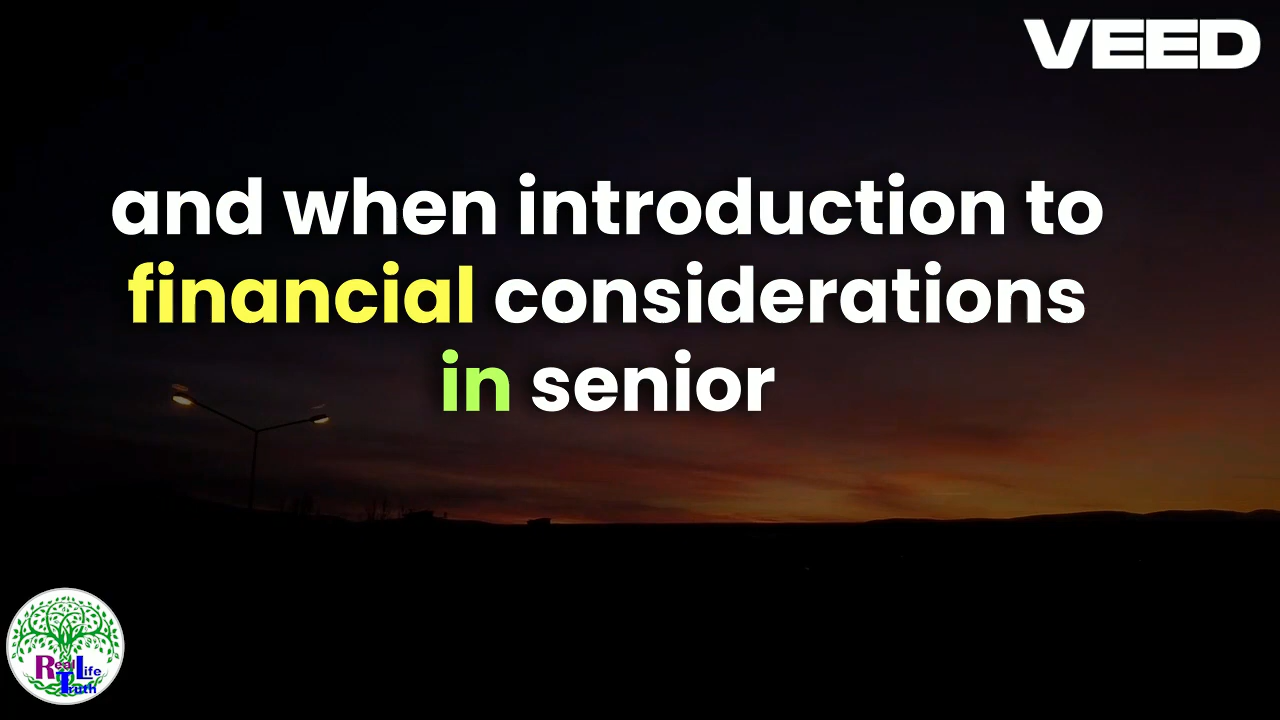 VEED
and when introduction to
financial considerations
in senior
Real Life
Truth